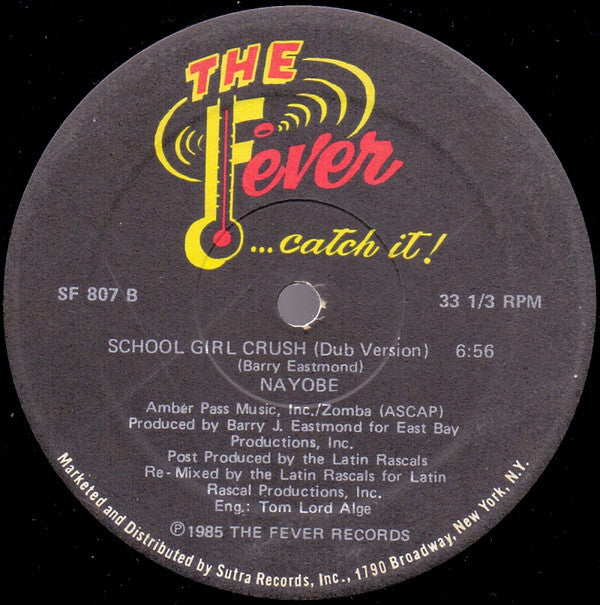 THE
Fever
...catch it!
SF 807 B
33 1/3 RPM
SCHOOL GIRL CRUSH (Dub Version) 6:56
(Barry Eastmond)
NAYOBE
Amber Pass Music, Inc./Zomba (ASCAP)
Produced by Barry J. Eastmond for East Bay
Productions, Inc.
Post Produced by the Latin Rascals
Re-Mixed by the Latin Rascals for Latin
Rascal Productions, Inc.
Eng.: Tom Lord Alge
℗1985 THE FEVER RECORDS
Marketed and Distributed by Sutra Records, Inc., 1790 Broadway, New York, N.Y.